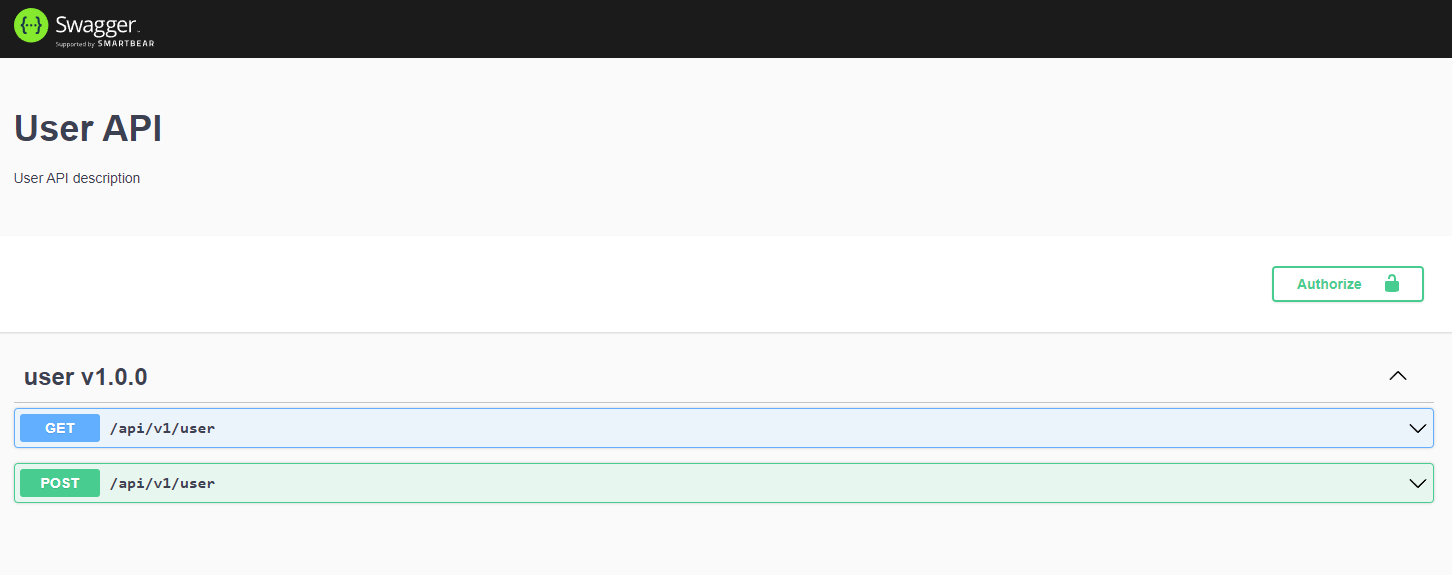 Swagger
Supported by SMARTBEAR
User API
User API description
Authorize
user v1.0.0
GET /api/v1/user
POST /api/v1/user